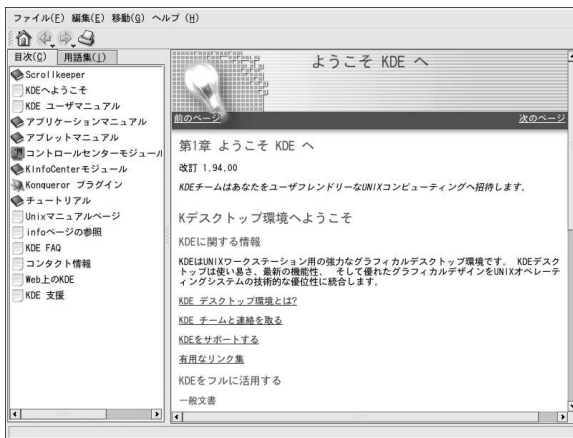 ファイル(F) 編集(E) 移動(G) ヘルプ (H)
目次(C) 用語集(I)
Scrollkeeper
KDEへようこそ
KDE ユーザマニュアル
アプリケーションマニュアル
アプレットマニュアル
コントロールセンターモジュール
KInfoCenterモジュール
Konqueror プラグイン
チュートリアル
Unixマニュアルページ
infoページの参照
KDE FAQ
コンタクト情報
Web上のKDE
KDE 支援
ようこそ KDE へ
前のページ 次のページ
第1章 ようこそ KDE へ
改訂 1.94.00
KDEチームはあなたをユーザフレンドリーなUNIXコンピューティングへ招待します。
Kデスクトップ環境へようこそ
KDEに関する情報
KDEはUNIXワークステーション用の強力なグラフィカルデスクトップ環境です。 KDEデスク
トップは使い易さ、最新の機能性、 そして優れたグラフィカルデザインをUNIXオペレーテ
ィングシステムの技術的な優位性に統合します。
KDE デスクトップ環境とは?
KDE チームと連絡を取る
KDEをサポートする
有用なリンク集
KDEをフルに活用する
一般文書